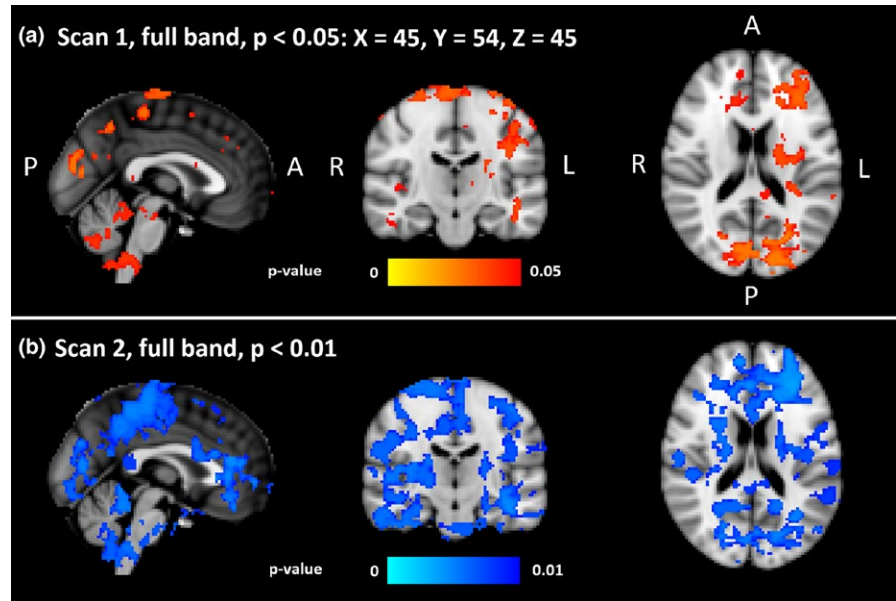 (a) Scan 1, full band, p < 0.05: X = 45, Y = 54, Z = 45
A
P A R L R L
p-value 0 0.05
P
(b) Scan 2, full band, p < 0.01
p-value 0 0.01